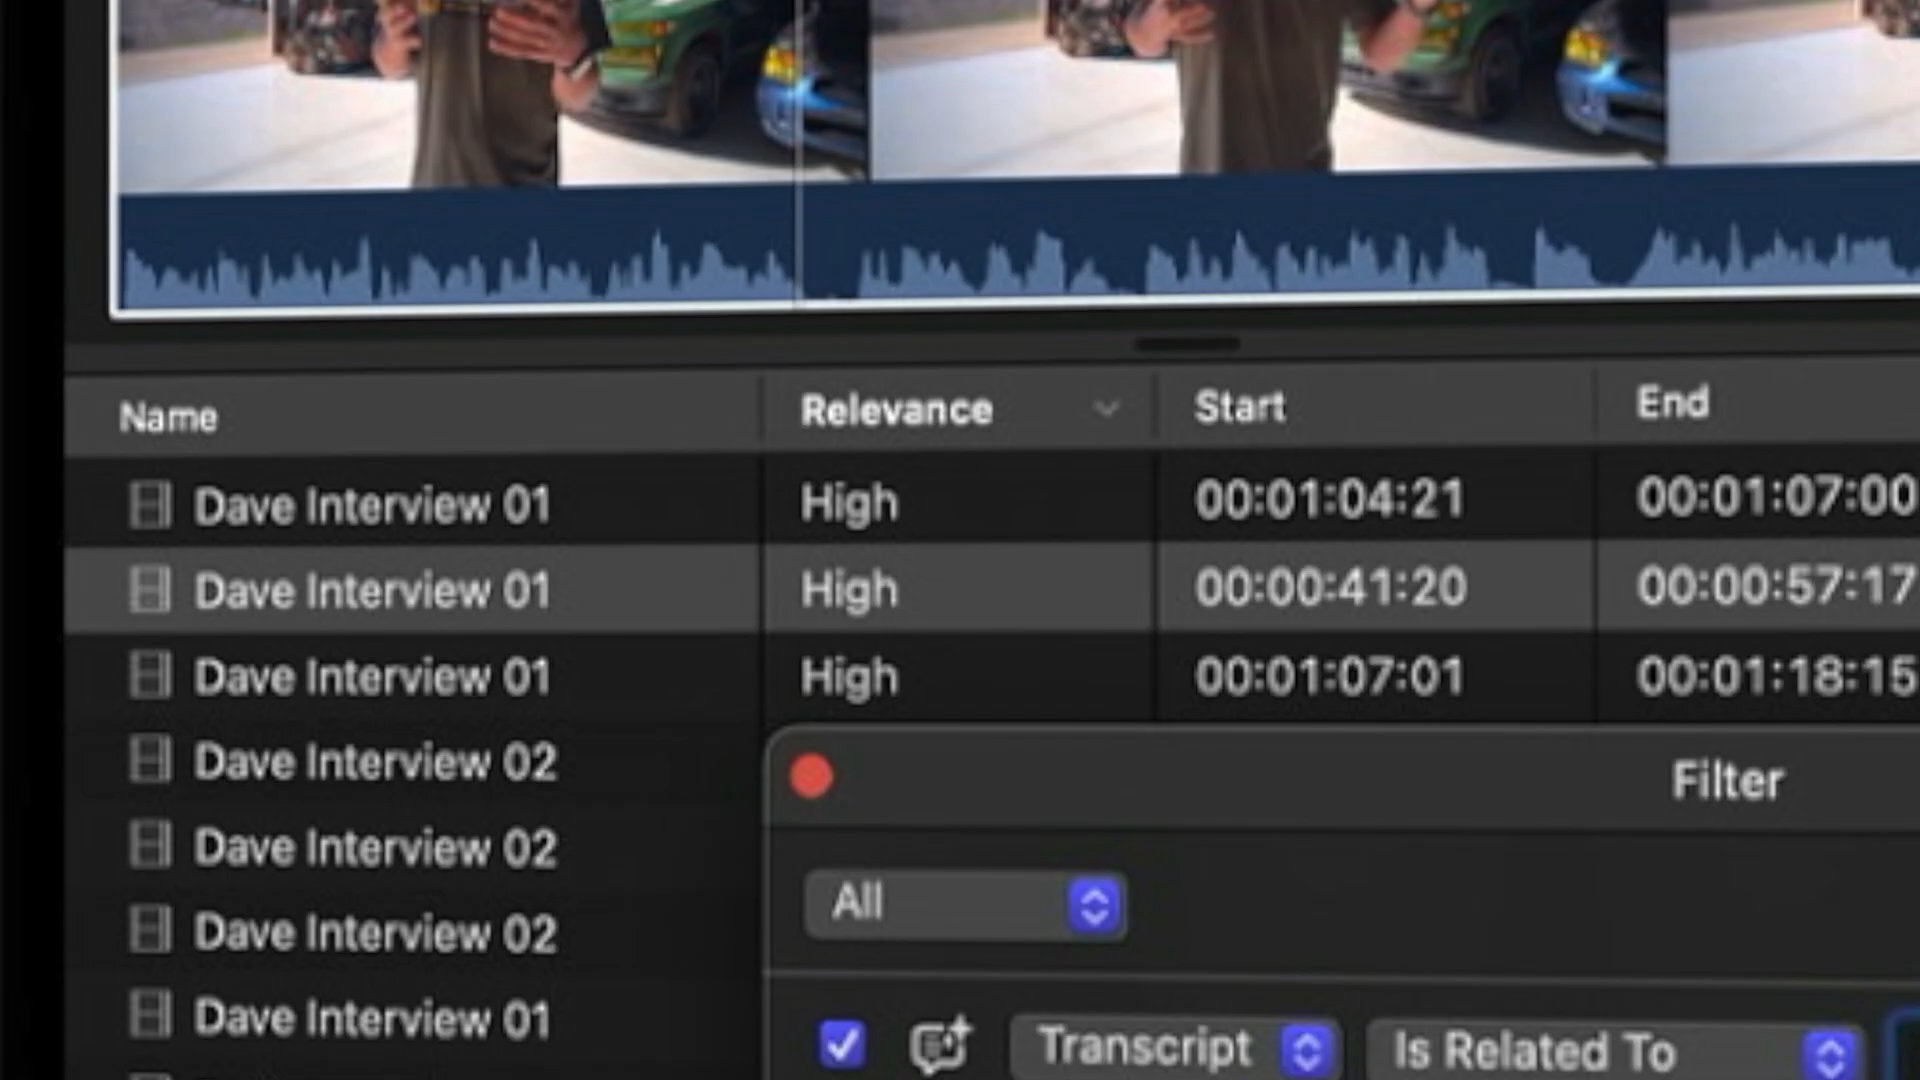 Name Relevance Start End
Dave Interview 01 High 00:01:04:21 00:01:07:00
Dave Interview 01 High 00:00:41:20 00:00:57:17
Dave Interview 01 High 00:01:07:01 00:01:18:15
Dave Interview 02
Filter
Dave Interview 02
All
Dave Interview 02
Dave Interview 01
Transcript Is Related To